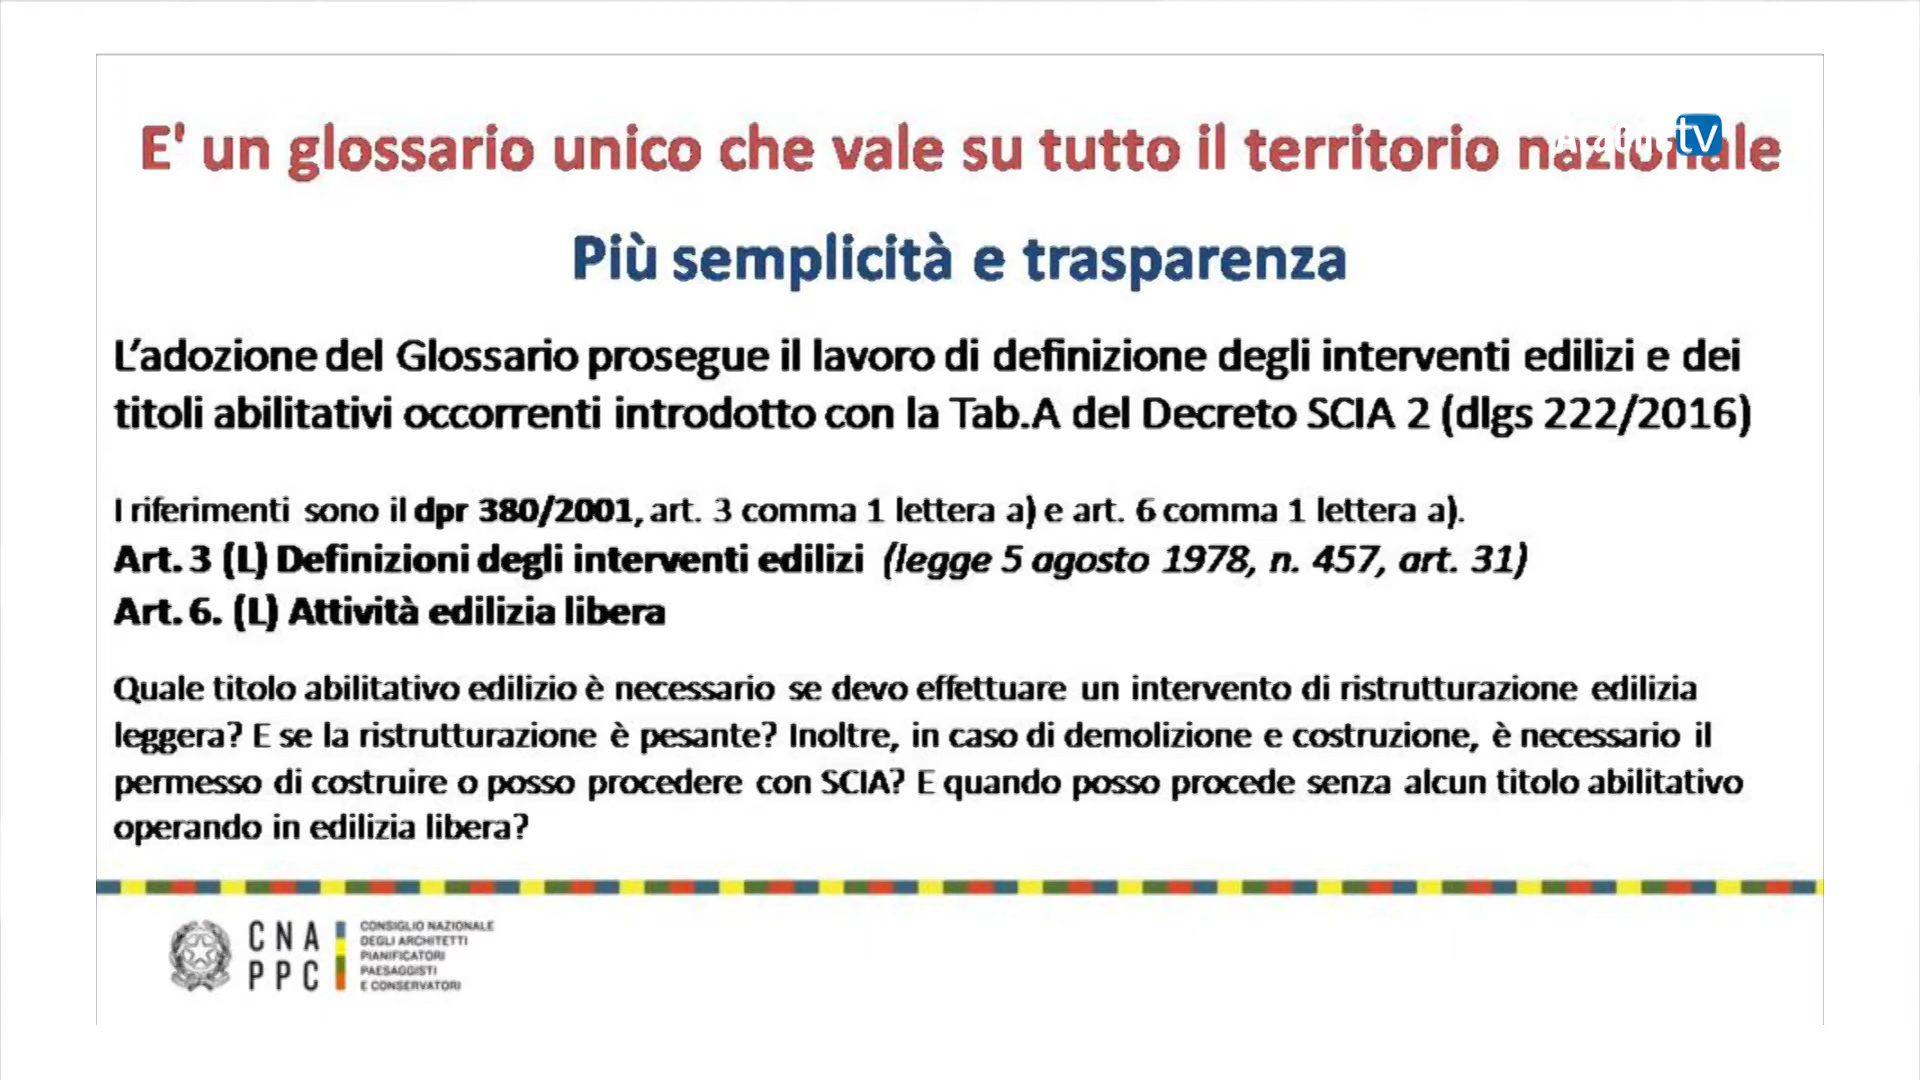 E' un glossario unico che vale su tutto il territorio nazionale
tv
Più semplicità e trasparenza
L'adozione del Glossario prosegue il lavoro di definizione degli interventi edilizi e dei
titoli abilitativi occorrenti introdotto con la Tab.A del Decreto SCIA 2 (dlgs 222/2016)
I riferimenti sono il dpr 380/2001, art. 3 comma 1 lettera a) e art. 6 comma 1 lettera a).
Art. 3 (L) Definizioni degli interventi edilizi (legge 5 agosto 1978, n. 457, art. 31)
Art. 6. (L) Attività edilizia libera
Quale titolo abilitativo edilizio è necessario se devo effettuare un intervento di ristrutturazione edilizia
leggera? E se la ristrutturazione è pesante? Inoltre, in caso di demolizione e costruzione, è necessario il
permesso di costruire o posso procedere con SCIA? E quando posso procede senza alcun titolo abilitativo
operando in edilizia libera?
CNA
PPC
CONSIGLIO NAZIONALE
DEGLI ARCHITETTI
PIANIFICATORI
PAESAGGISTI
E CONSERVATORI